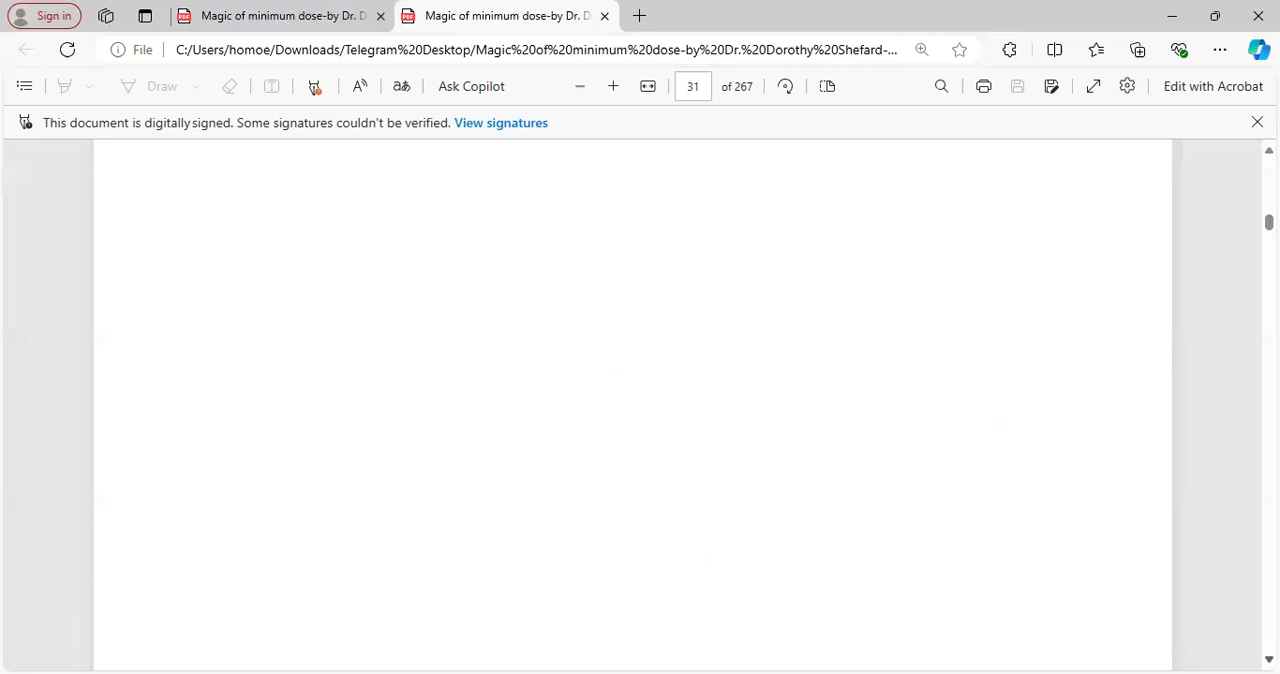 Sign in
Magic of minimum dose-by Dr. D
Magic of minimum dose-by Dr. D
File
C:/Users/homoe/Downloads/Telegram%20Desktop/Magic%20of%20minimum%20dose-by%20Dr.%20Dorothy%20Shefard-...
Draw
T
A
aあ
Ask Copilot
31
of 267
Edit with Acrobat
This document is digitally signed. Some signatures couldn't be verified. View signatures